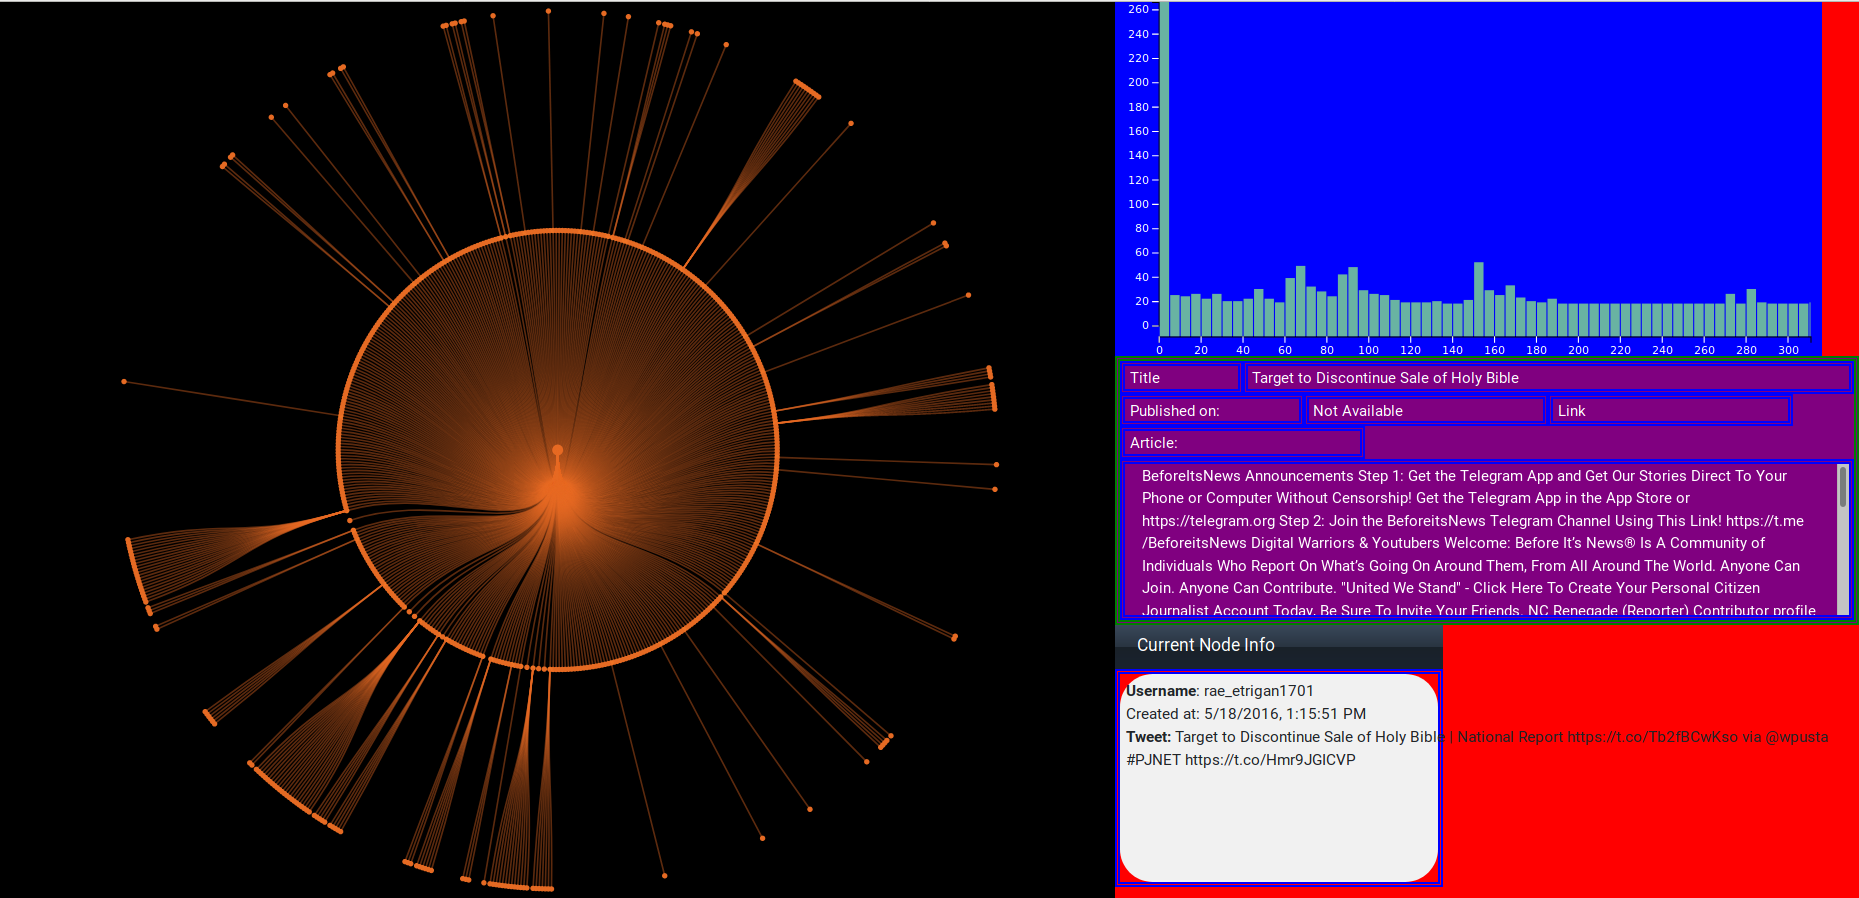 260
240
220
200
180
160
140
120
100
80
60
40
20
0
0 20 40 60 80 100 120 140 160 180 200 220 240 260 280 300
Title Target to Discontinue Sale of Holy Bible
Published on: Not Available Link
Article:
BeforeItsNews Announcements Step 1: Get the Telegram App and Get Our Stories Direct To Your
Phone or Computer Without Censorship! Get the Telegram App in the App Store or
https://telegram.org Step 2: Join the BeforeitsNews Telegram Channel Using This Link! https://t.me
/BeforeitsNews Digital Warriors & Youtubers Welcome: Before It’s News® Is A Community of
Individuals Who Report On What’s Going On Around Them, From All Around The World. Anyone Can
Join. Anyone Can Contribute. "United We Stand" - Click Here To Create Your Personal Citizen
Journalist Account Today, Be Sure To Invite Your Friends. NC Renegade (Reporter) Contributor profile
Current Node Info
Username: rae_etrigan1701
Created at: 5/18/2016, 1:15:51 PM
Tweet: Target to Discontinue Sale of Holy Bible | National Report https://t.co/Tb2fBCwKso via @wpusta
#PJNET https://t.co/Hmr9JGICVP